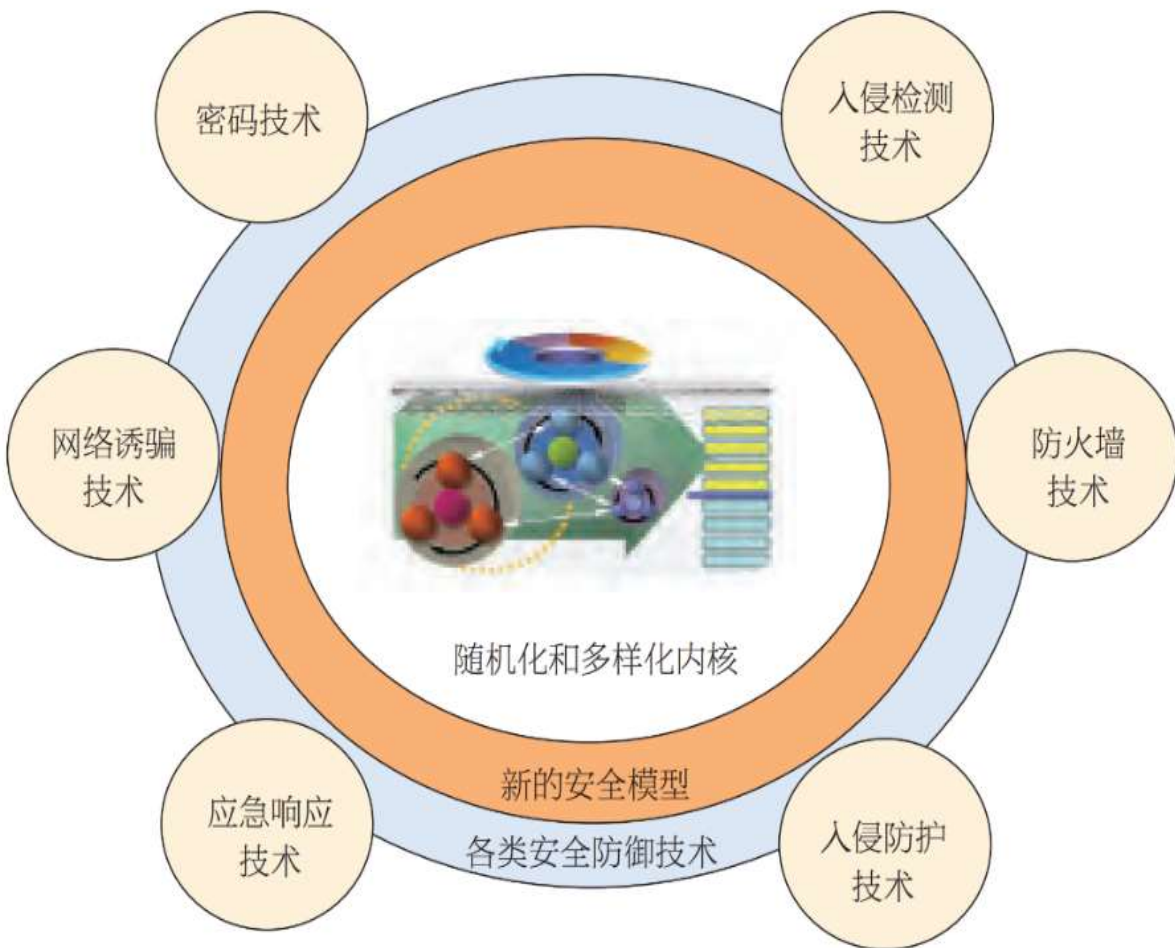 密码技术
入侵检测
技术
网络诱骗
技术
防火墙
技术
随机化和多样化内核
新的安全模型
各类安全防御技术
应急响应
技术
入侵防护
技术